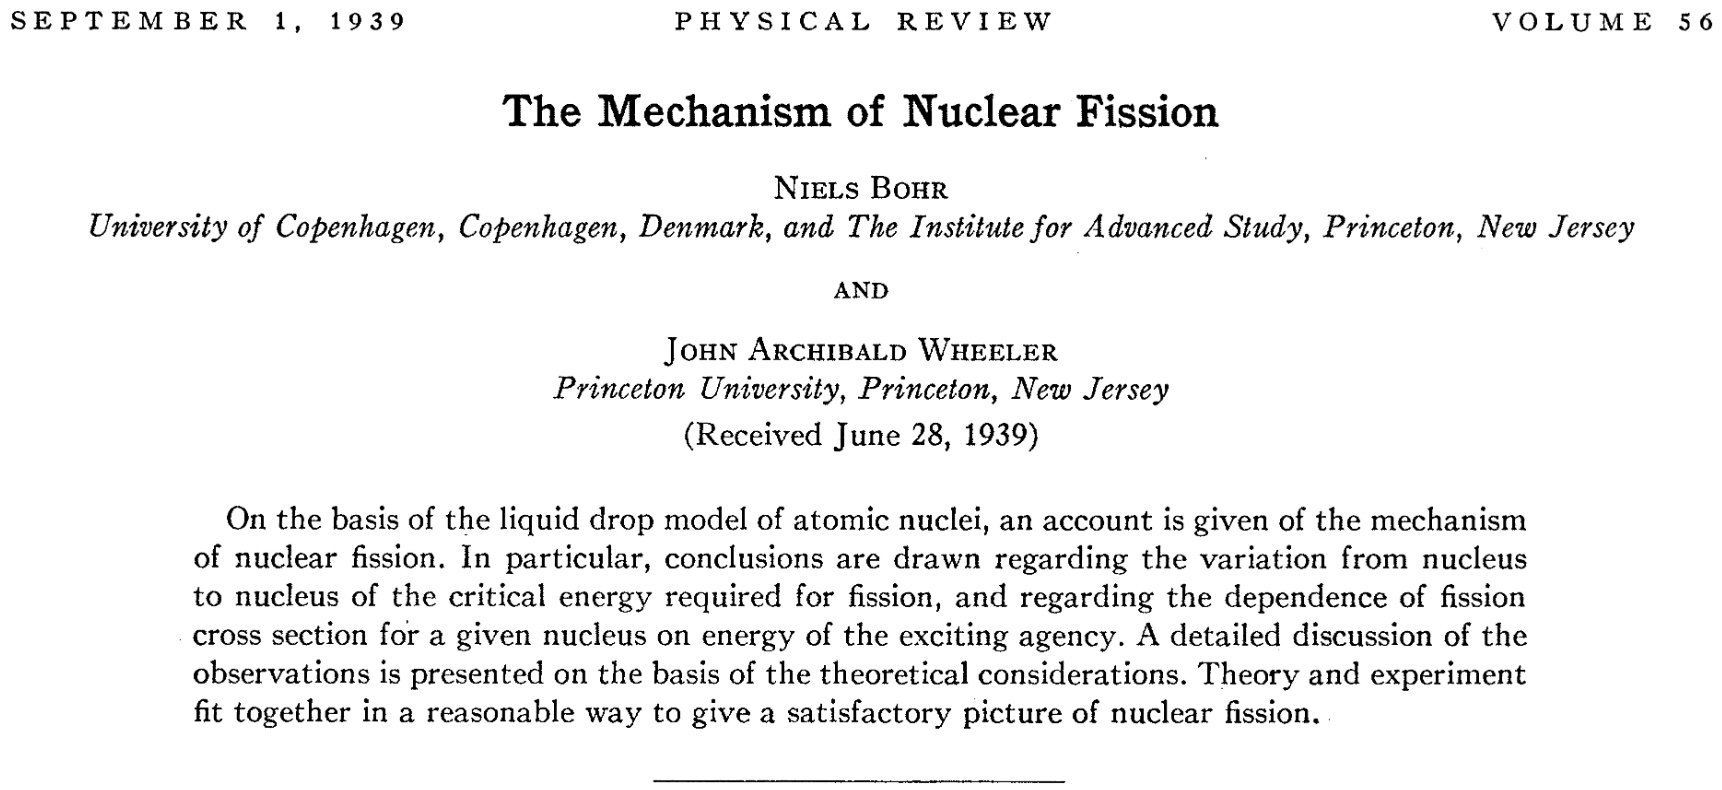 SEPTEMBER 1, 1939 PHYSICAL REVIEW VOLUME 56
The Mechanism of Nuclear Fission
NIELS BOHR
University of Copenhagen, Copenhagen, Denmark, and The Institute for Advanced Study, Princeton, New Jersey
AND
JOHN ARCHIBALD WHEELER
Princeton University, Princeton, New Jersey
(Received June 28, 1939)
On the basis of the liquid drop model of atomic nuclei, an account is given of the mechanism
of nuclear fission. In particular, conclusions are drawn regarding the variation from nucleus
to nucleus of the critical energy required for fission, and regarding the dependence of fission
cross section for a given nucleus on energy of the exciting agency. A detailed discussion of the
observations is presented on the basis of the theoretical considerations. Theory and experiment
fit together in a reasonable way to give a satisfactory picture of nuclear fission.